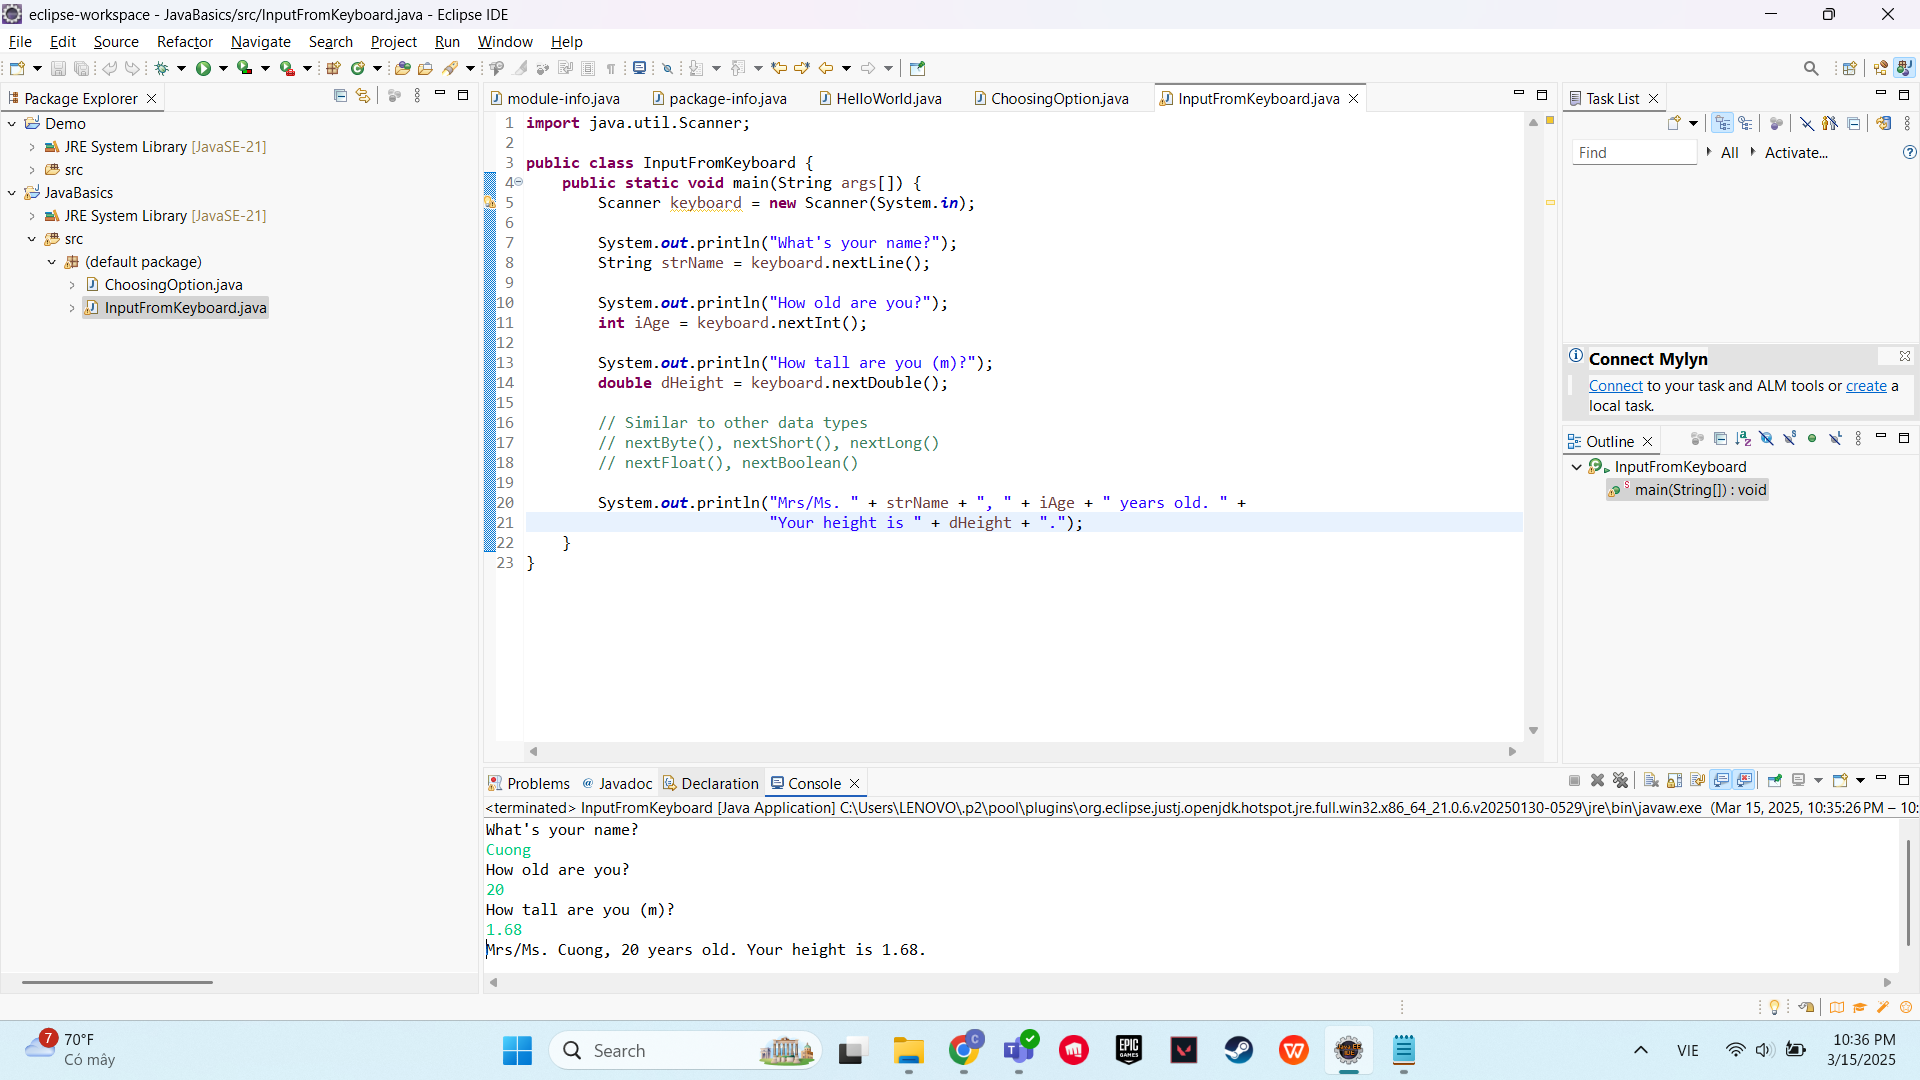 eclipse-workspace - JavaBasics/src/InputFromKeyboard.java - Eclipse IDE
File Edit Source Refactor Navigate Search Project Run Window Help
Package Explorer
Demo
JRE System Library [JavaSE-21]
src
JavaBasics
JRE System Library [JavaSE-21]
src
(default package)
ChoosingOption.java
InputFromKeyboard.java
module-info.java package-info.java HelloWorld.java ChoosingOption.java InputFromKeyboard.java
1 import java.util.Scanner;
2
3 public class InputFromKeyboard {
4 public static void main(String args[]) {
5 Scanner keyboard = new Scanner(System.in);
6
7 System.out.println("What's your name?");
8 String strName = keyboard.nextLine();
9
10 System.out.println("How old are you?");
11 int iAge = keyboard.nextInt();
12
13 System.out.println("How tall are you (m)?");
14 double dHeight = keyboard.nextDouble();
15
16 // Similar to other data types
17 // nextByte(), nextShort(), nextLong()
18 // nextFloat(), nextBoolean()
19
20 System.out.println("Mrs/Ms. " + strName + ", " + iAge + " years old. " +
21 "Your height is " + dHeight + ".");
22 }
23 }
Task List
Find All Activate...
Connect Mylyn
Connect to your task and ALM tools or create a
local task.
Outline
InputFromKeyboard
main(String[]) : void
Problems Javadoc Declaration Console
<terminated> InputFromKeyboard [Java Application] C:\Users\LENOVO\.p2\pool\plugins\org.eclipse.justj.openjdk.hotspot.jre.full.win32.x86_64_21.0.6.v20250130-0529\jre\bin\javaw.exe (Mar 15, 2025, 10:35:26 PM – 10:
What's your name?
Cuong
How old are you?
20
How tall are you (m)?
1.68
Mrs/Ms. Cuong, 20 years old. Your height is 1.68.
7
70°F
Có mây
Search
C
EPIC
GAMES
VIE
10:36 PM
3/15/2025